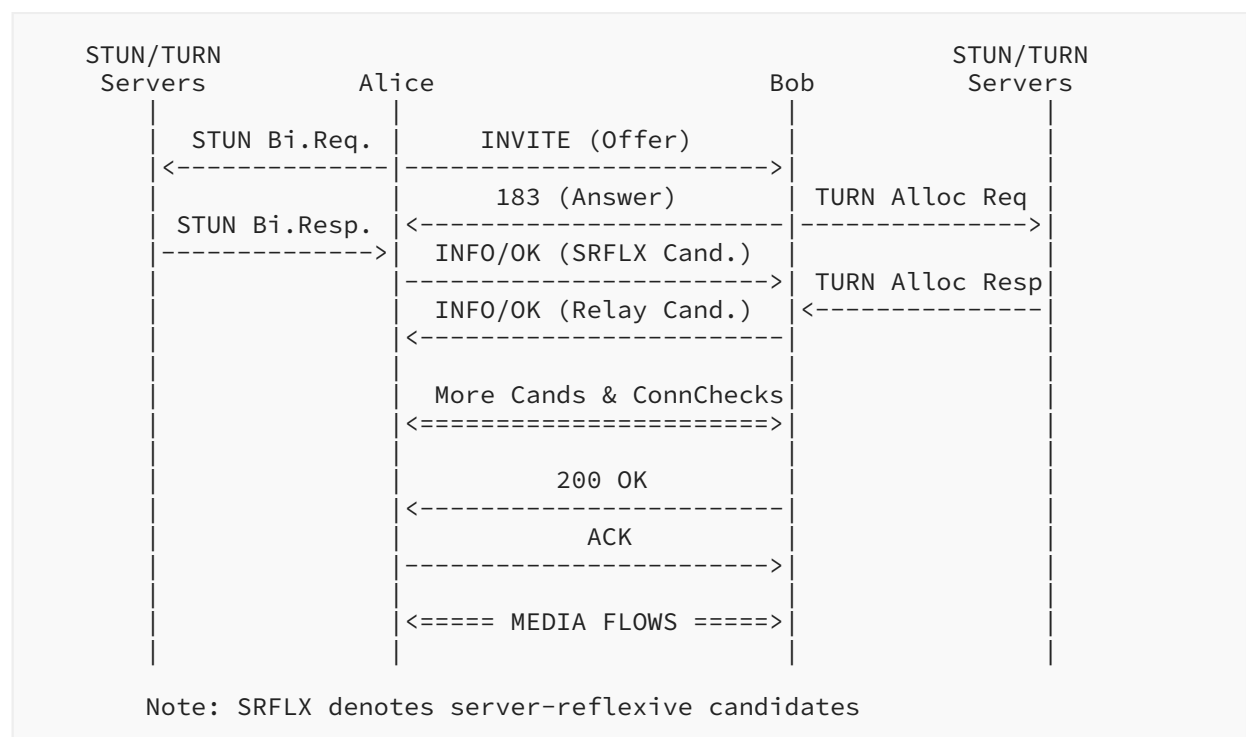 STUN/TURN STUN/TURN
Servers Alice Bob Servers
STUN Bi.Req. INVITE (Offer)
183 (Answer) TURN Alloc Req
STUN Bi.Resp.
INFO/OK (SRFLX Cand.)
TURN Alloc Resp
INFO/OK (Relay Cand.)
More Cands & ConnChecks
200 OK
ACK
MEDIA FLOWS
Note: SRFLX denotes server-reflexive candidates